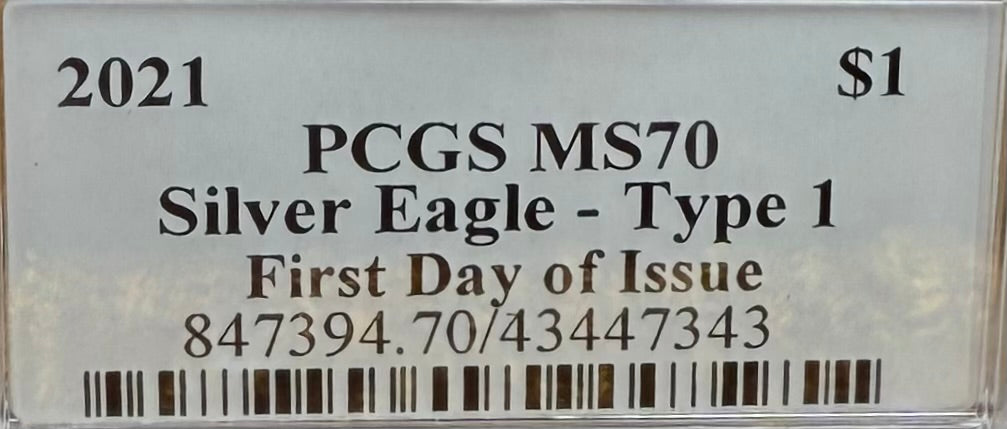 2021 $1
PCGS MS70
Silver Eagle - Type 1
First Day of Issue
847394.70/43447343